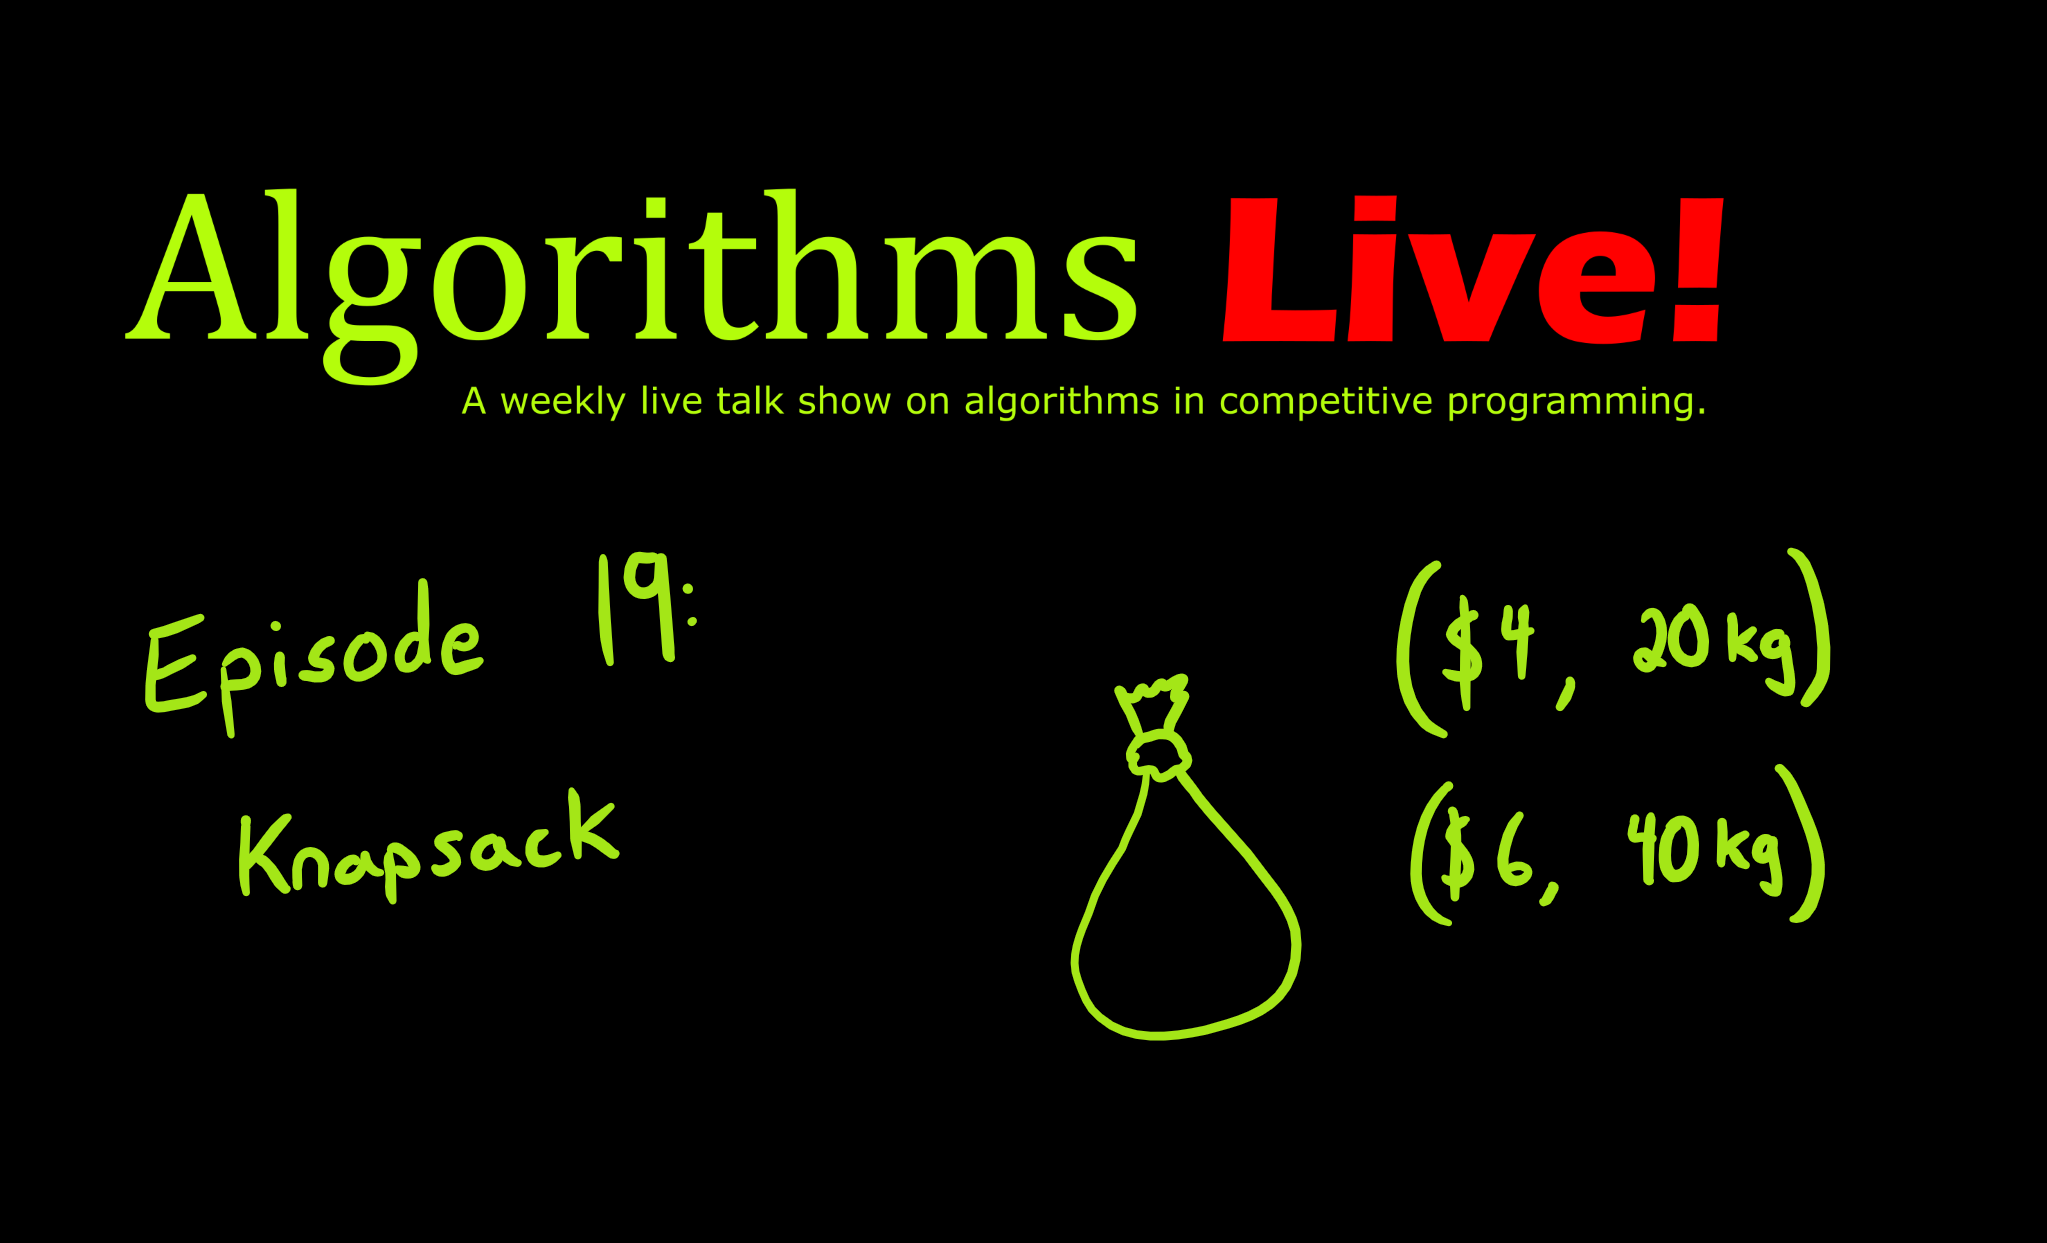 Algorithms Live!
A weekly live talk show on algorithms in competitive programming.
Episode 19:
Knapsack
($4, 20kg)
($6, 40kg)